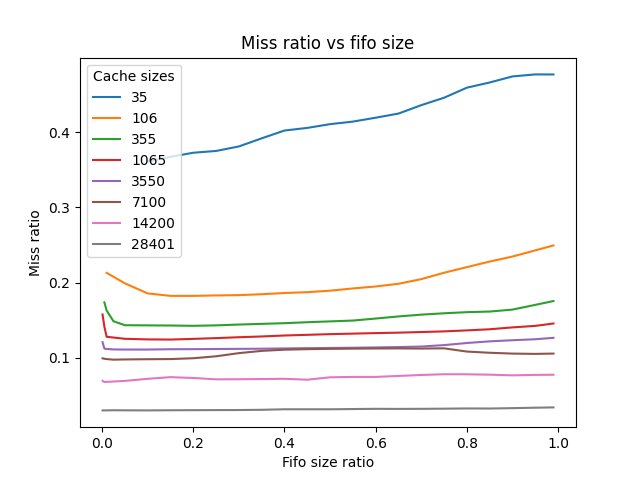 Miss ratio vs fifo size
Cache sizes
35
106
355
1065
3550
7100
14200
28401
Miss ratio
0.4
0.3
0.2
0.1
0.0 0.2 0.4 0.6 0.8 1.0
Fifo size ratio